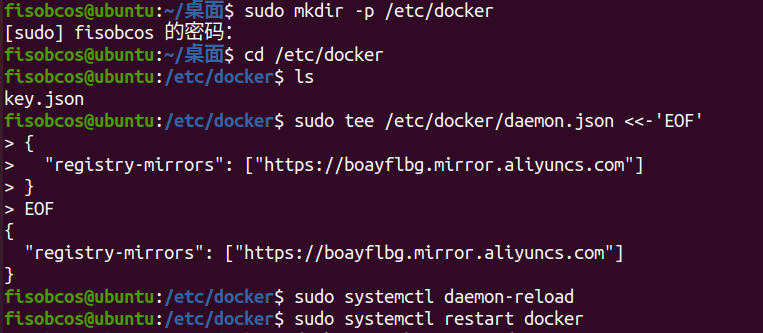 fisobcos@ubuntu:~/桌面$ sudo mkdir -p /etc/docker
[sudo] fisobcos 的密码：
fisobcos@ubuntu:~/桌面$ cd /etc/docker
fisobcos@ubuntu:/etc/docker$ ls
key.json
fisobcos@ubuntu:/etc/docker$ sudo tee /etc/docker/daemon.json <<-'EOF'
> {
>   "registry-mirrors": ["https://boayflbg.mirror.aliyuncs.com"]
> }
> EOF
{
  "registry-mirrors": ["https://boayflbg.mirror.aliyuncs.com"]
}
fisobcos@ubuntu:/etc/docker$ sudo systemctl daemon-reload
fisobcos@ubuntu:/etc/docker$ sudo systemctl restart docker